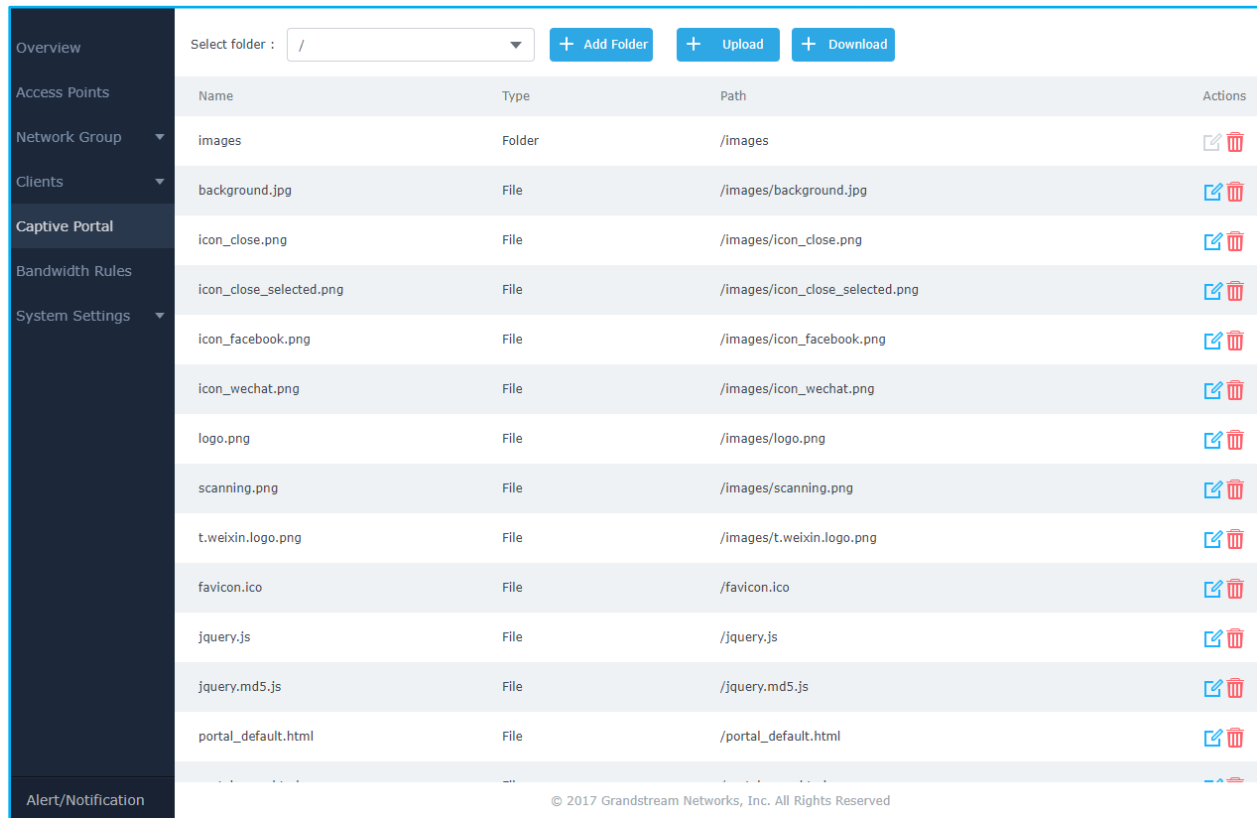 Overview
Access Points
Network Group
Clients
Captive Portal
Bandwidth Rules
System Settings
Alert/Notification
Select folder : / Add Folder Upload Download
Name Type Path Actions
images Folder /images
background.jpg File /images/background.jpg
icon_close.png File /images/icon_close.png
icon_close_selected.png File /images/icon_close_selected.png
icon_facebook.png File /images/icon_facebook.png
icon_wechat.png File /images/icon_wechat.png
logo.png File /images/logo.png
scanning.png File /images/scanning.png
t.weixin.logo.png File /images/t.weixin.logo.png
favicon.ico File /favicon.ico
jquery.js File /jquery.js
jquery.md5.js File /jquery.md5.js
portal_default.html File /portal_default.html
© 2017 Grandstream Networks, Inc. All Rights Reserved